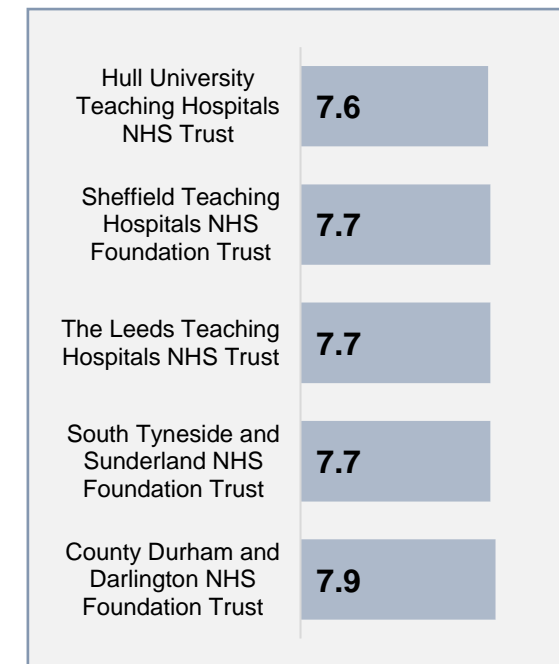 Hull University
Teaching Hospitals
NHS Trust
7.6
Sheffield Teaching
Hospitals NHS
Foundation Trust
7.7
The Leeds Teaching
Hospitals NHS Trust
7.7
South Tyneside and
Sunderland NHS
Foundation Trust
7.7
County Durham and
Darlington NHS
Foundation Trust
7.9